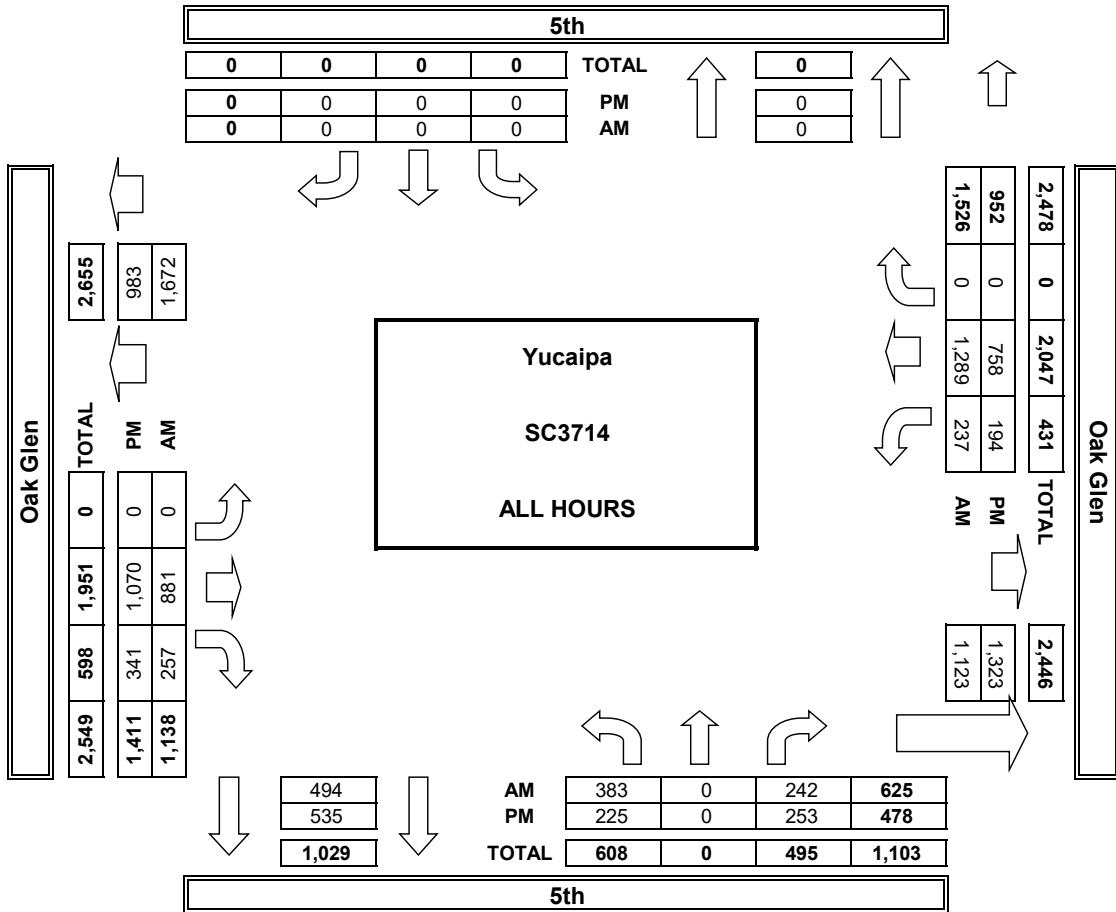 5th
0 0 0 0 TOTAL 0
0 0 0 0 PM 0
0 0 0 0 AM 0
Oak Glen
2,655 983 1,672
TOTAL PM AM
0 0 0
1,951 1,070 881
598 341 257
2,549 1,411 1,138
Yucaipa
SC3714
ALL HOURS
1,526 952 2,478
0 0 0
1,289 758 2,047
237 194 431
AM PM TOTAL
1,123 1,323 2,446
Oak Glen
494 AM 383 0 242 625
535 PM 225 0 253 478
1,029 TOTAL 608 0 495 1,103
5th